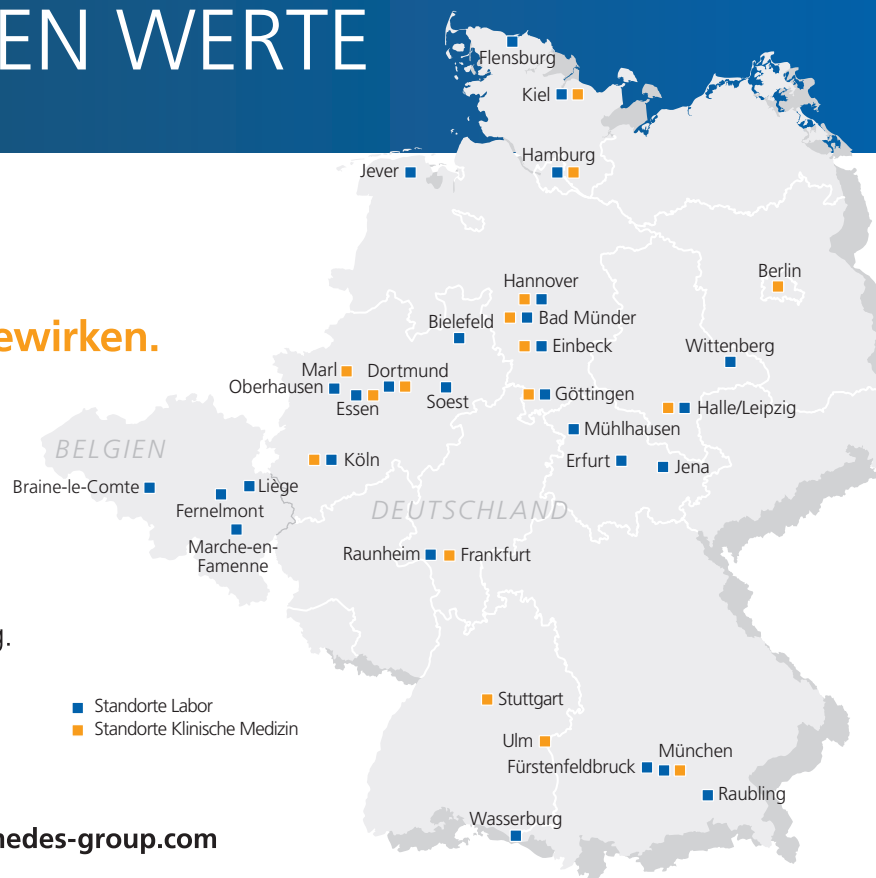 EN WERTE
Flensburg
Kiel
Hamburg
Jever
Berlin
Hannover
Bad Münder
Bielefeld
ewirken.
Einbeck
Wittenberg
Marl
Dortmund
Oberhausen
Essen
Soest
Göttingen
Halle/Leipzig
Mühlhausen
BELGIEN
Köln
Erfurt
Jena
Braine-le-Comte
Liège
Fernelmont
DEUTSCHLAND
Marche-en-
Famenne
Raunheim
Frankfurt
g.
Standorte Labor
Standorte Klinische Medizin
Stuttgart
Ulm
München
Fürstenfeldbruck
Raubling
Wasserburg
medes-group.com